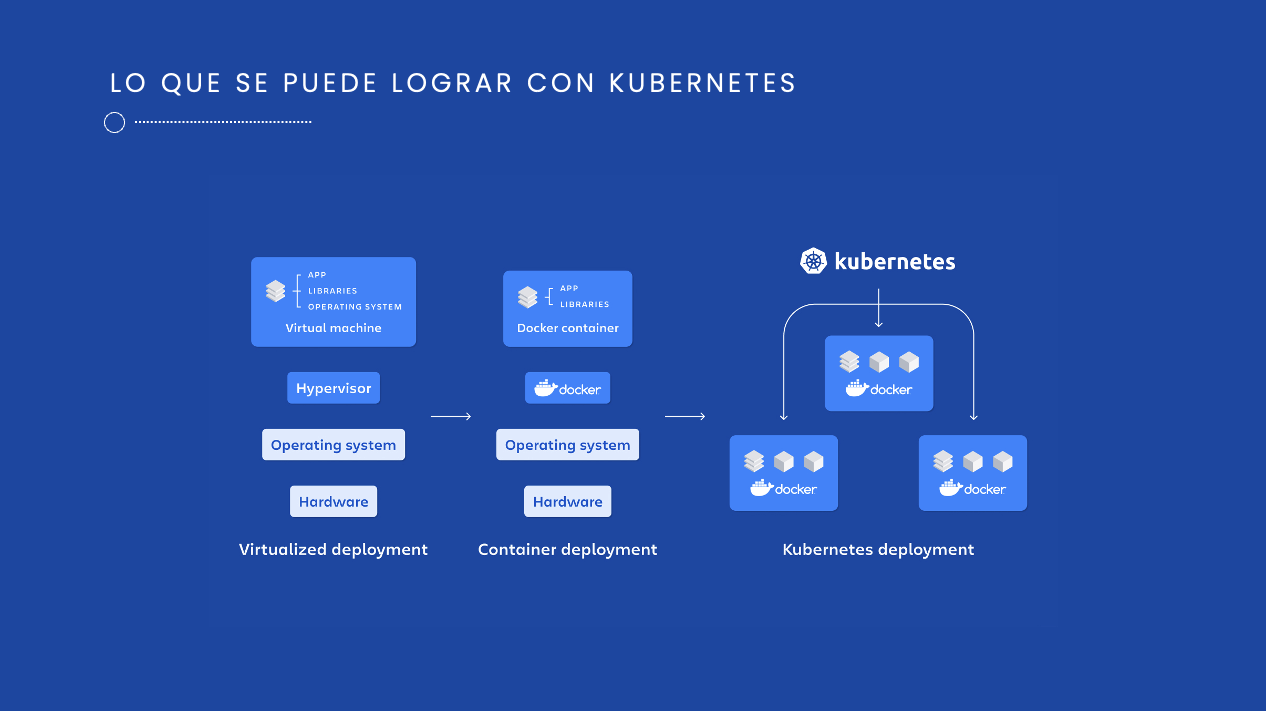 LO QUE SE PUEDE LOGRAR CON KUBERNETES
APP
LIBRARIES
OPERATING SYSTEM
Virtual machine
Hypervisor
Operating system
Hardware
Virtualized deployment
APP
LIBRARIES
Docker container
docker
Operating system
Hardware
Container deployment
kubernetes
docker
docker
docker
Kubernetes deployment